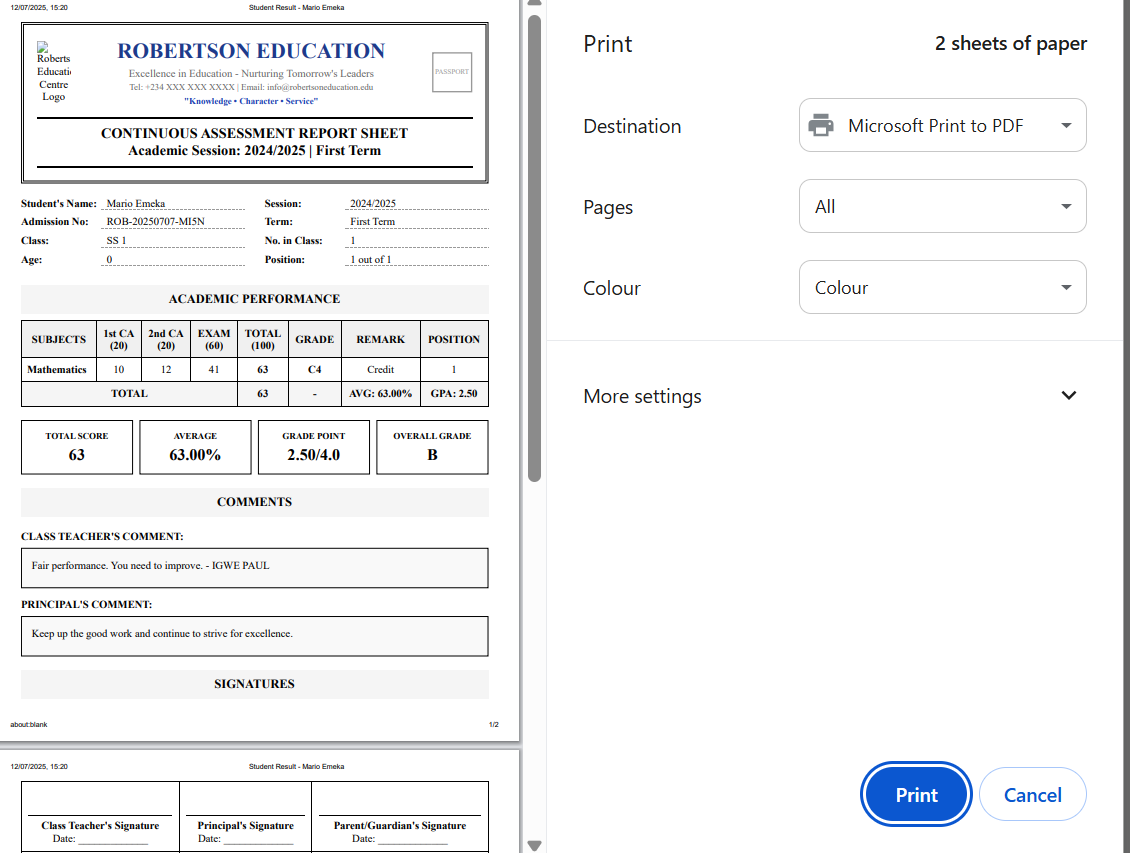 12/07/2025, 15:20 Student Result - Mario Emeka
Roberts
Educatio
Centre
Logo
ROBERTSON EDUCATION
Excellence in Education - Nurturing Tomorrow's Leaders
Tel: +234 XXX XXX XXXX | Email: info@robertsoneducation.edu
"Knowledge • Character • Service"
PASSPORT
CONTINUOUS ASSESSMENT REPORT SHEET
Academic Session: 2024/2025 | First Term
Student's Name: Mario Emeka Session: 2024/2025
Admission No: ROB-20250707-MI5N Term: First Term
Class: SS 1 No. in Class: 1
Age: 0 Position: 1 out of 1
ACADEMIC PERFORMANCE
SUBJECTS 1st CA (20) 2nd CA (20) EXAM (60) TOTAL (100) GRADE REMARK POSITION
Mathematics 10 12 41 63 C4 Credit 1
TOTAL 63 - AVG: 63.00% GPA: 2.50
TOTAL SCORE AVERAGE GRADE POINT OVERALL GRADE
63 63.00% 2.50/4.0 B
COMMENTS
CLASS TEACHER'S COMMENT:
Fair performance. You need to improve. - IGWE PAUL
PRINCIPAL'S COMMENT:
Keep up the good work and continue to strive for excellence.
SIGNATURES
about:blank 1/2
12/07/2025, 15:20 Student Result - Mario Emeka
Class Teacher's Signature Principal's Signature Parent/Guardian's Signature
Date: ______________ Date: ______________ Date: ______________
Print 2 sheets of paper
Destination Microsoft Print to PDF
Pages All
Colour Colour
More settings
Print Cancel